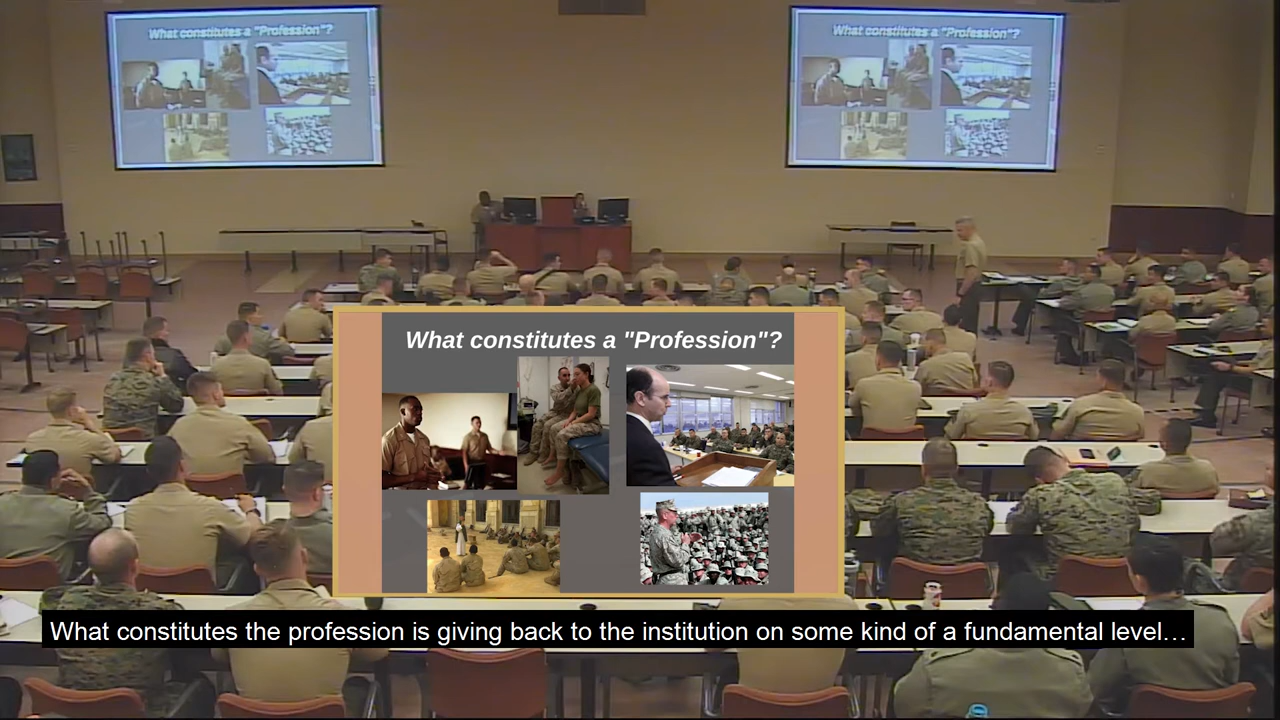 What constitutes a "Profession"?
What constitutes a "Profession"?
What constitutes a "Profession"?
What constitutes the profession is giving back to the institution on some kind of a fundamental level…